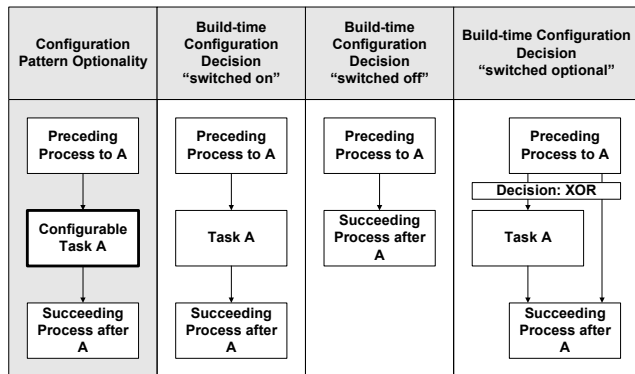 Configuration
Pattern Optionality
Build-time
Configuration
Decision
“switched on”
Build-time
Configuration
Decision
“switched off”
Build-time Configuration
Decision
“switched optional”
Preceding
Process to A
Configurable
Task A
Succeeding
Process after
A
Preceding
Process to A
Task A
Succeeding
Process after
A
Preceding
Process to A
Succeeding
Process after
A
Preceding
Process to A
Decision: XOR
Task A
Succeeding
Process after
A